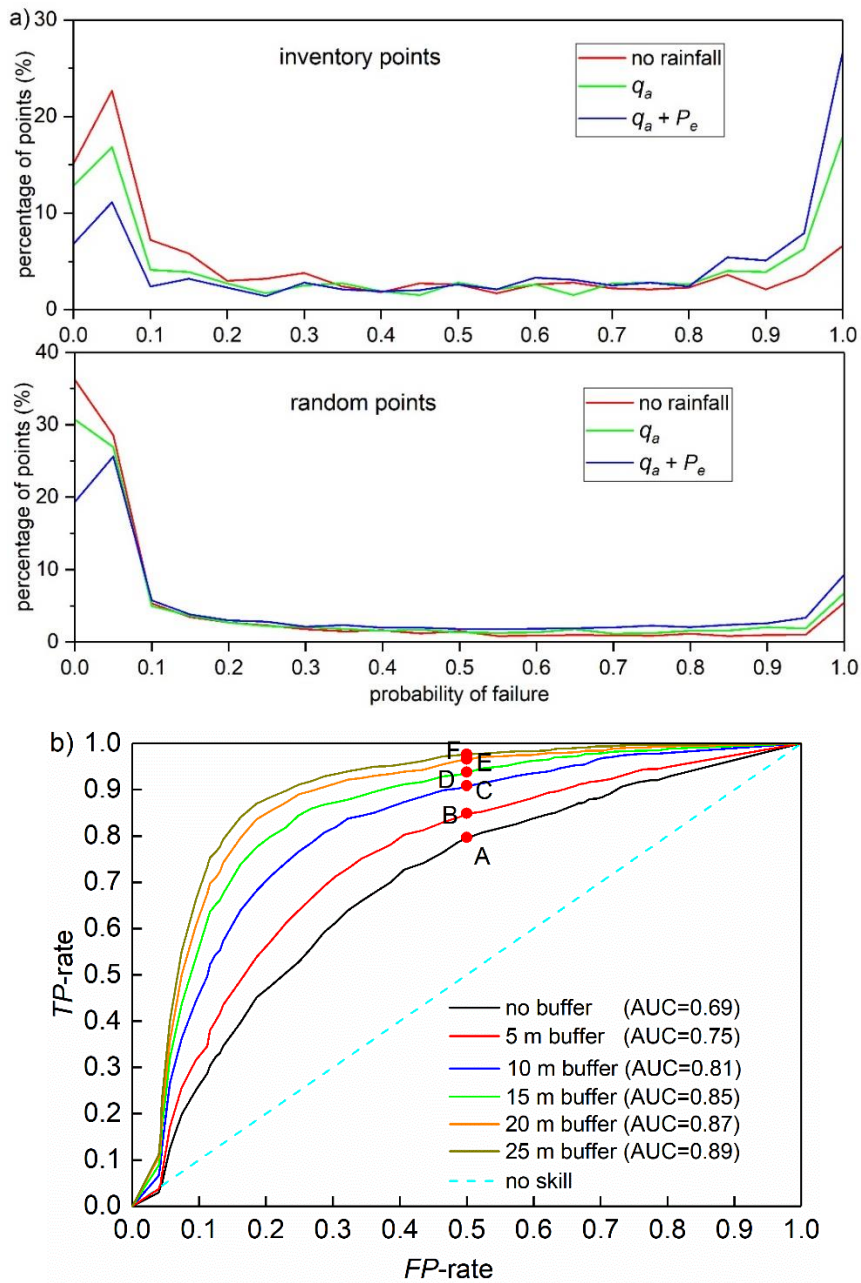 a)
30
20
10
0
percentage of points (%)
inventory points
no rainfall
qa
qa + Pe
0.0 0.1 0.2 0.3 0.4 0.5 0.6 0.7 0.8 0.9 1.0
40
30
20
10
0
percentage of points (%)
random points
no rainfall
qa
qa + Pe
0.0 0.1 0.2 0.3 0.4 0.5 0.6 0.7 0.8 0.9 1.0
probability of failure
b)
1.0
0.9
0.8
0.7
0.6
0.5
0.4
0.3
0.2
0.1
0.0
TP-rate
F
E
D
C
B
A
no buffer (AUC=0.69)
5 m buffer (AUC=0.75)
10 m buffer (AUC=0.81)
15 m buffer (AUC=0.85)
20 m buffer (AUC=0.87)
25 m buffer (AUC=0.89)
no skill
0.0 0.1 0.2 0.3 0.4 0.5 0.6 0.7 0.8 0.9 1.0
FP-rate